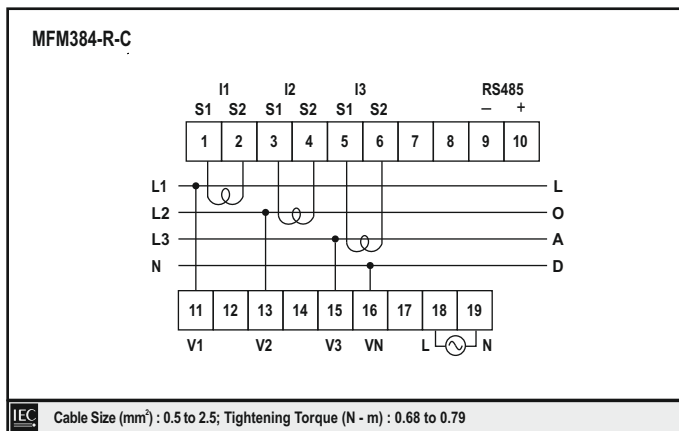 MFM384-R-C
I1 I2 I3 RS485
S1 S2 S1 S2 S1 S2 – +
1 2 3 4 5 6 7 8 9 10
L1 L
L2 O
L3 A
N D
11 12 13 14 15 16 17 18 19
V1 V2 V3 VN L N
IEC Cable Size (mm²) : 0.5 to 2.5; Tightening Torque (N - m) : 0.68 to 0.79